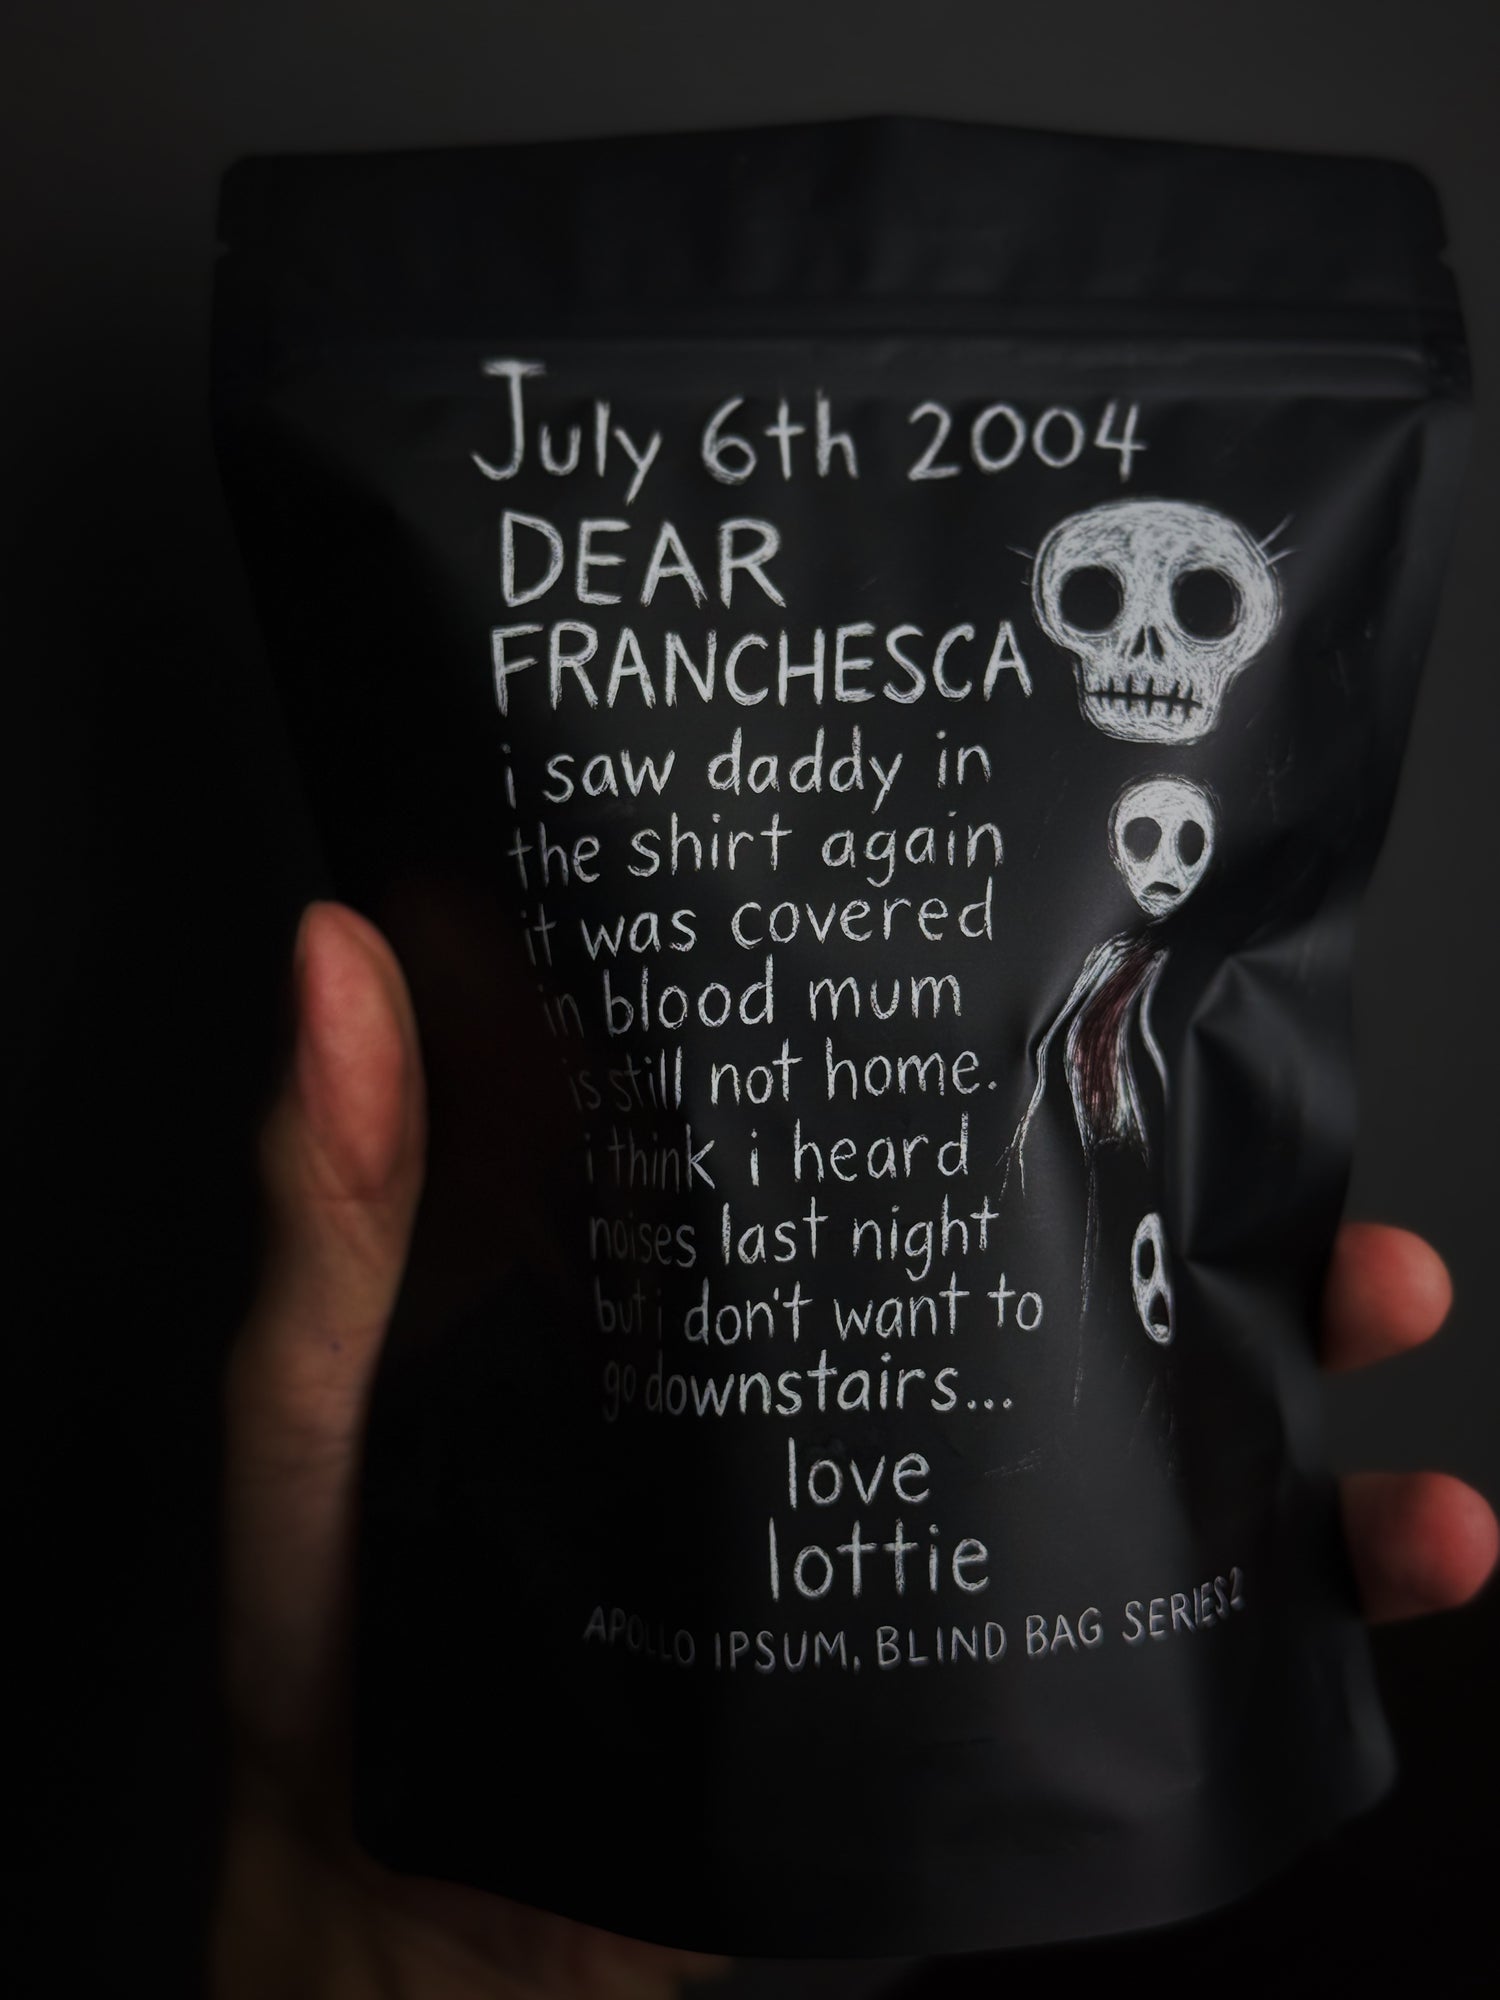 July 6th 2004
DEAR
FRANCHESCA
i saw daddy in
the shirt again
it was covered
in blood mum
is still not home.
i think i heard
noises last night
but i don't want to
go downstairs...
love
lottie
APOLLO IPSUM, BLIND BAG SERIES 2